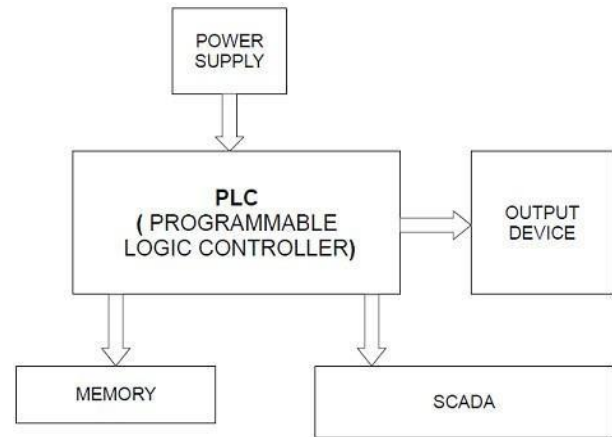 POWER
SUPPLY
PLC
( PROGRAMMABLE
LOGIC CONTROLLER)
OUTPUT
DEVICE
MEMORY
SCADA